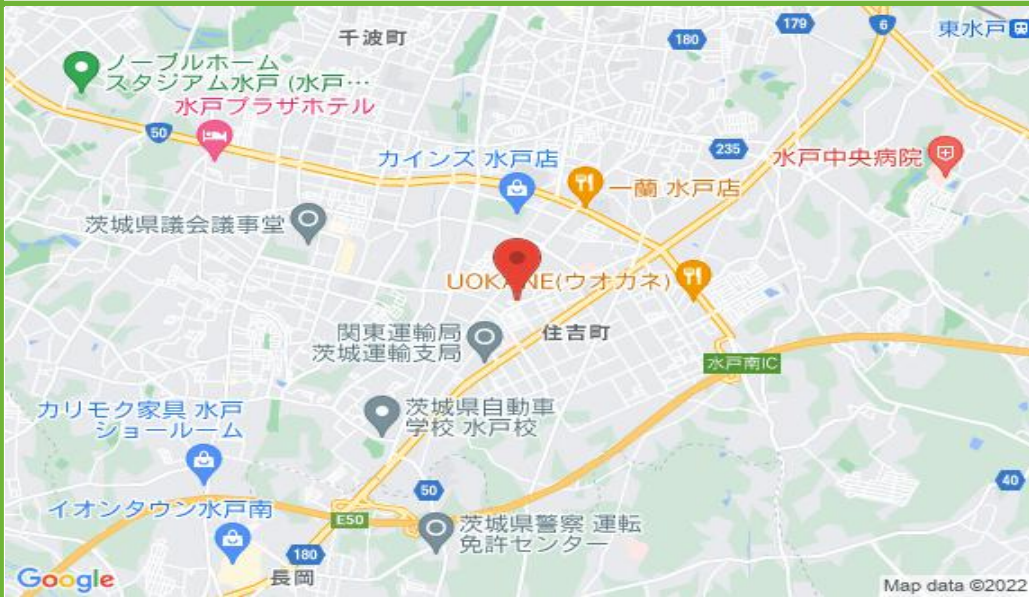 千波町
180
179
6
東水戸
ノーブルホーム
スタジアム水戸 (水戸…
水戸プラザホテル
50
カインズ 水戸店
235
水戸中央病院
一蘭 水戸店
茨城県議会議事堂
UOKANE(ウオカネ)
関東運輸局
茨城運輸支局
住吉町
水戸南IC
茨城県自動車
学校 水戸校
カリモク家具 水戸
ショールーム
50
40
イオンタウン水戸南
E50
茨城県警察 運転
免許センター
180
長岡
Google
Map data ©2022